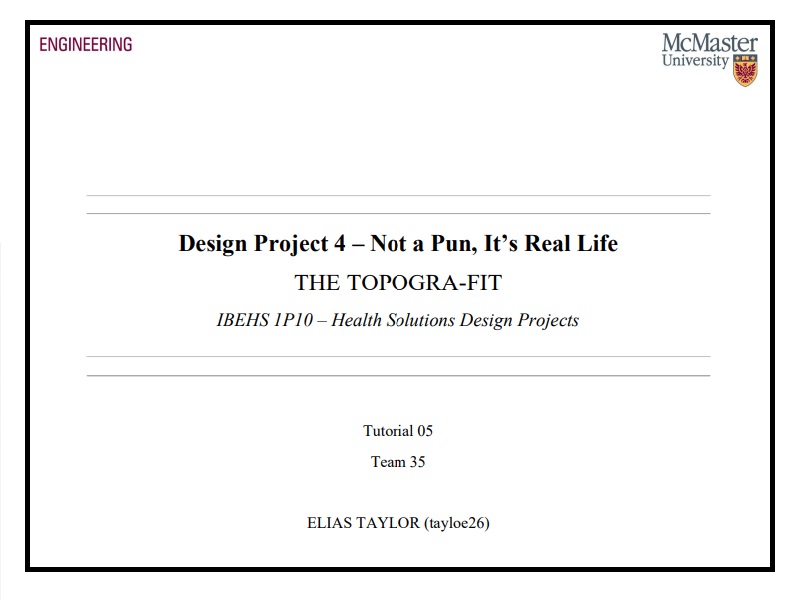 ENGINEERING
McMaster
University
Design Project 4 – Not a Pun, It’s Real Life
THE TOPOGRA-FIT
IBEHS 1P10 – Health Solutions Design Projects
Tutorial 05
Team 35
ELIAS TAYLOR (tayloe26)